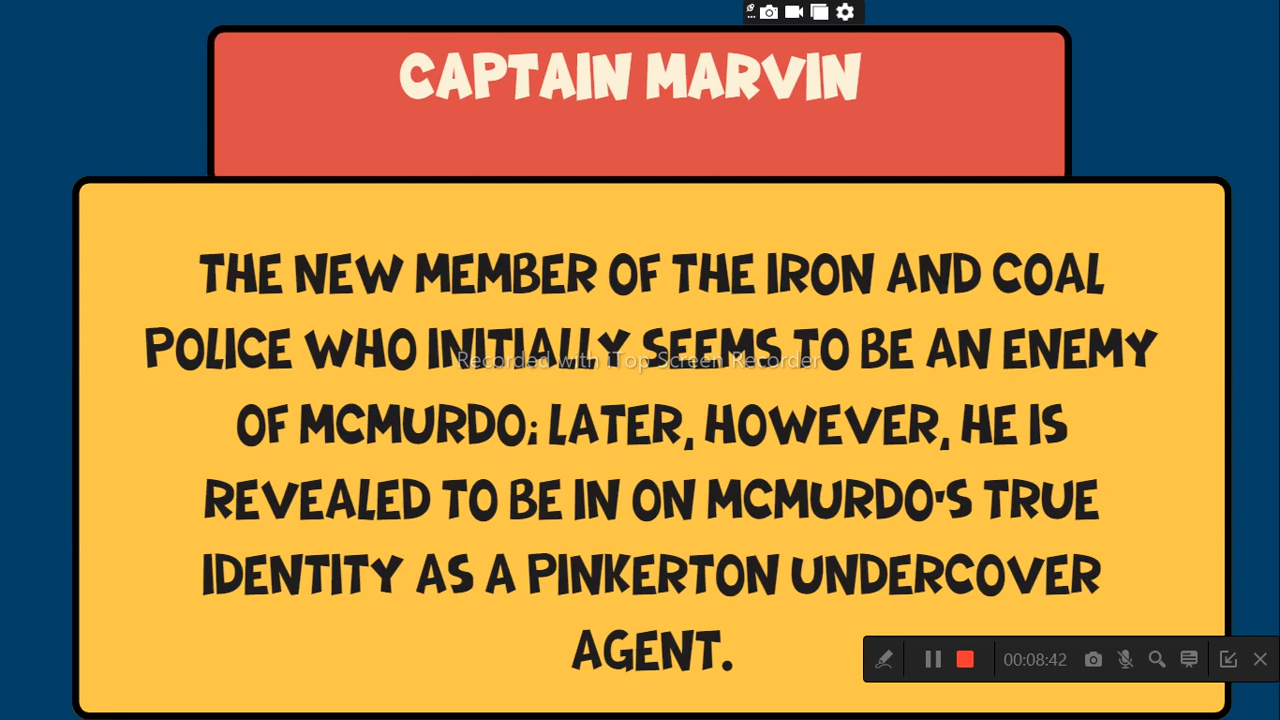 CAPTAIN MARVIN
THE NEW MEMBER OF THE IRON AND COAL
POLICE WHO INITIALLY SEEMS TO BE AN ENEMY
Recorded with iTop Screen Recorder
OF MCMURDO; LATER, HOWEVER, HE IS
REVEALED TO BE IN ON MCMURDO'S TRUE
IDENTITY AS A PINKERTON UNDERCOVER
AGENT.
00:08:42